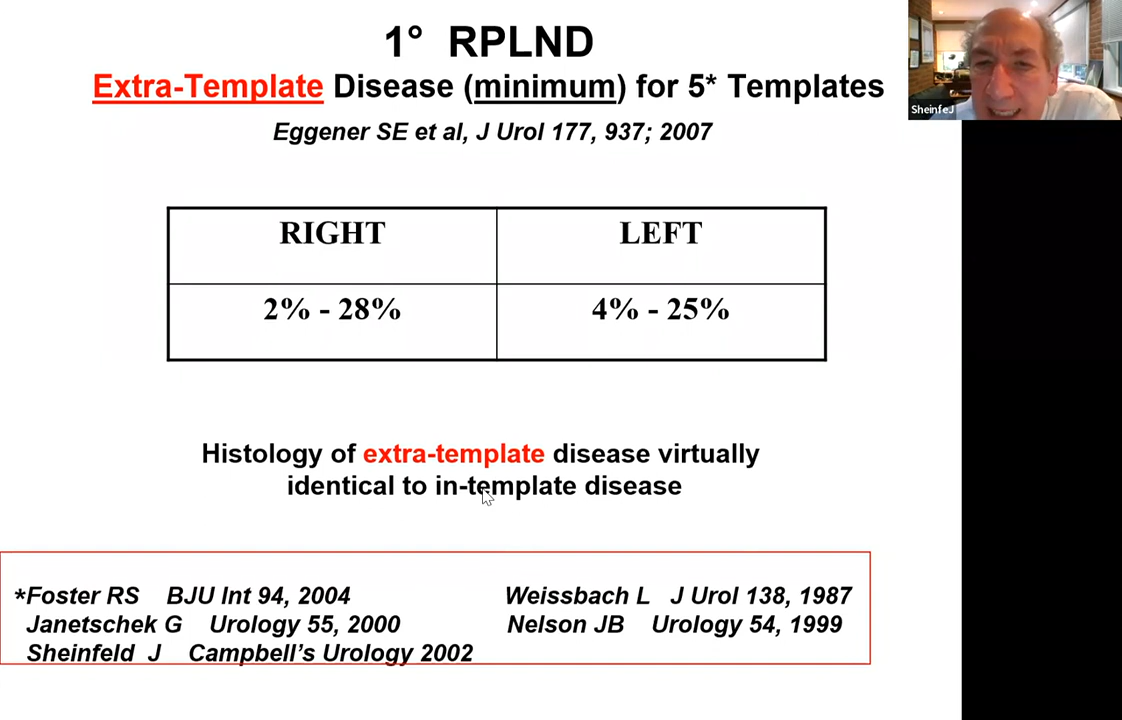 1° RPLND
Extra-Template Disease (minimum) for 5* Templates
Eggener SE et al, J Urol 177, 937; 2007
SheinfeJ
RIGHT LEFT
2% - 28% 4% - 25%
Histology of extra-template disease virtually
identical to in-template disease
*Foster RS BJU Int 94, 2004 Weissbach L J Urol 138, 1987
Janetschek G Urology 55, 2000 Nelson JB Urology 54, 1999
Sheinfeld J Campbell's Urology 2002